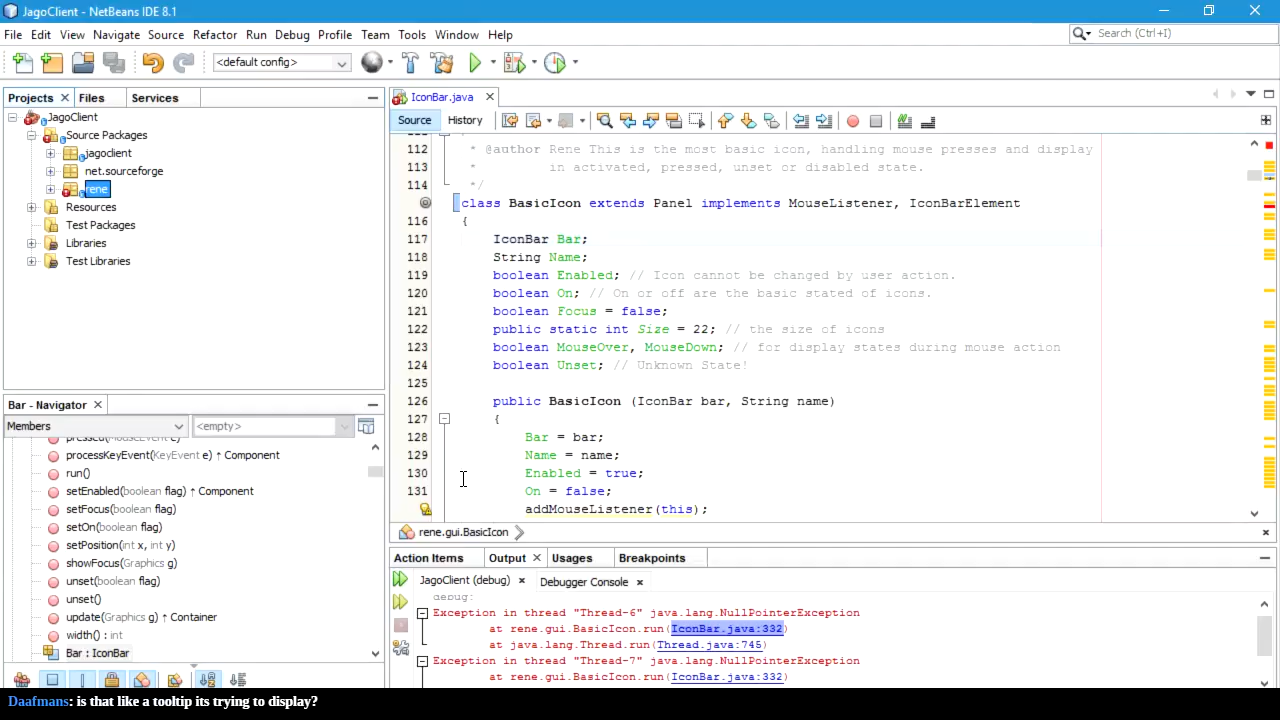 JagoClient - NetBeans IDE 8.1
File Edit View Navigate Source Refactor Run Debug Profile Team Tools Window Help
Search (Ctrl+I)
<default config>
Projects Files Services
JagoClient
Source Packages
jagoclient
net.sourceforge
rene
Resources
Test Packages
Libraries
Test Libraries
Bar - Navigator
Members
<empty>
pressed(MouseEvent e)
processKeyEvent(KeyEvent e) ↑ Component
run()
setEnabled(boolean flag) ↑ Component
setFocus(boolean flag)
setOn(boolean flag)
setPosition(int x, int y)
showFocus(Graphics g)
unset(boolean flag)
unset()
update(Graphics g) ↑ Container
width() : int
Bar : IconBar
IconBar.java
Source History
112 * @author Rene This is the most basic icon, handling mouse presses and display
113 * in activated, pressed, unset or disabled state.
114 */
class BasicIcon extends Panel implements MouseListener, IconBarElement
116 {
117 IconBar Bar;
118 String Name;
119 boolean Enabled; // Icon cannot be changed by user action.
120 boolean On; // On or off are the basic stated of icons.
121 boolean Focus = false;
122 public static int Size = 22; // the size of icons
123 boolean MouseOver, MouseDown; // for display states during mouse action
124 boolean Unset; // Unknown State!
125
126 public BasicIcon (IconBar bar, String name)
127 {
128 Bar = bar;
129 Name = name;
130 Enabled = true;
131 On = false;
addMouseListener(this);
rene.gui.BasicIcon
Action Items Output Usages Breakpoints
JagoClient (debug) Debugger Console
debug:
Exception in thread "Thread-6" java.lang.NullPointerException
at rene.gui.BasicIcon.run(IconBar.java:332)
at java.lang.Thread.run(Thread.java:745)
Exception in thread "Thread-7" java.lang.NullPointerException
at rene.gui.BasicIcon.run(IconBar.java:332)
Daafmans: is that like a tooltip its trying to display?